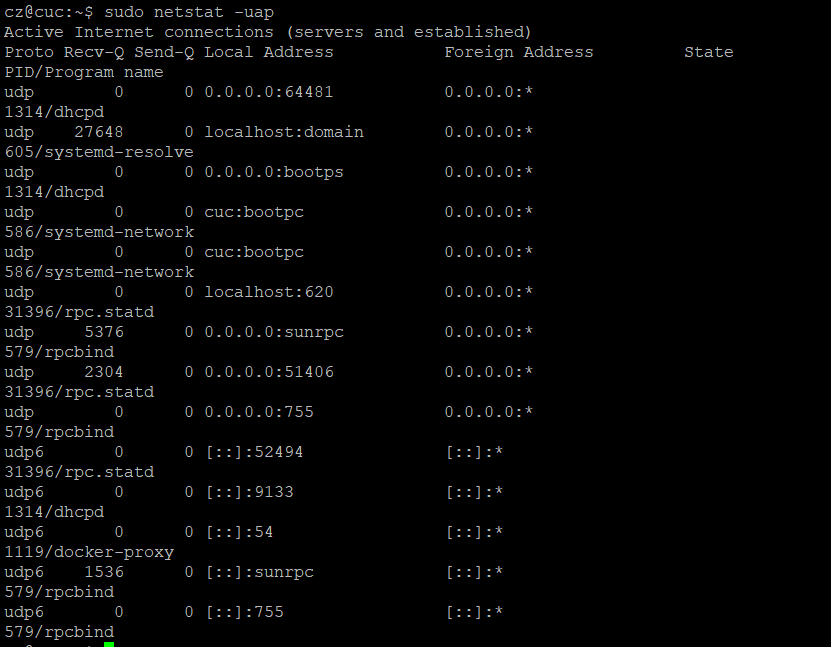 cz@cuc:~$ sudo netstat -uap
Active Internet connections (servers and established)
Proto Recv-Q Send-Q Local Address           Foreign Address         State
PID/Program name
udp        0      0 0.0.0.0:64481           0.0.0.0:*
1314/dhcpd
udp    27648      0 localhost:domain        0.0.0.0:*
605/systemd-resolve
udp        0      0 0.0.0.0:bootps          0.0.0.0:*
1314/dhcpd
udp        0      0 cuc:bootpc              0.0.0.0:*
586/systemd-network
udp        0      0 cuc:bootpc              0.0.0.0:*
586/systemd-network
udp        0      0 localhost:620           0.0.0.0:*
31396/rpc.statd
udp     5376      0 0.0.0.0:sunrpc          0.0.0.0:*
579/rpcbind
udp     2304      0 0.0.0.0:51406           0.0.0.0:*
31396/rpc.statd
udp        0      0 0.0.0.0:755             0.0.0.0:*
579/rpcbind
udp6       0      0 [::]:52494              [::]:*
31396/rpc.statd
udp6       0      0 [::]:9133               [::]:*
1314/dhcpd
udp6       0      0 [::]:54                 [::]:*
1119/docker-proxy
udp6    1536      0 [::]:sunrpc             [::]:*
579/rpcbind
udp6       0      0 [::]:755                [::]:*
579/rpcbind